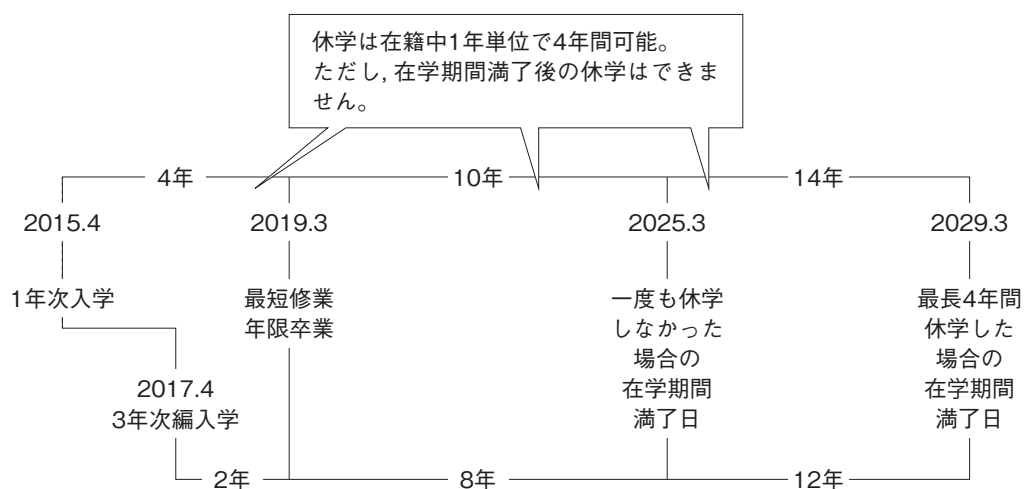 休学は在籍中1年単位で4年間可能。
ただし,在学期間満了後の休学はできま
せん。
4年
10年
14年
2015.4
2019.3
2025.3
2029.3
1年次入学
最短修業
年限卒業
一度も休学
しなかった
場合の
在学期間
満了日
最長4年間
休学した
場合の
在学期間
満了日
2017.4
3年次編入学
2年
8年
12年